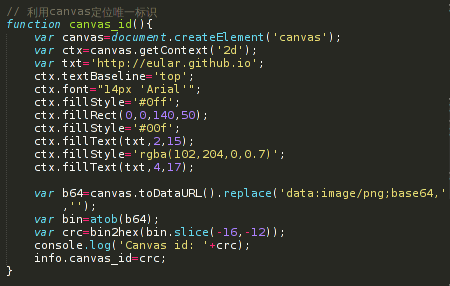 // 利用canvas定位唯一标识
function canvas_id(){
    var canvas=document.createElement('canvas');
    var ctx=canvas.getContext('2d');
    var txt='http://eular.github.io';
    ctx.textBaseline='top';
    ctx.font="14px 'Arial'";
    ctx.fillStyle='#0ff';
    ctx.fillRect(0,0,140,50);
    ctx.fillStyle='#00f';
    ctx.fillText(txt,2,15);
    ctx.fillStyle='rgba(102,204,0,0.7)';
    ctx.fillText(txt,4,17);

    var b64=canvas.toDataURL().replace('data:image/png;base64,'
        ,'');
    var bin=atob(b64);
    var crc=bin2hex(bin.slice(-16,-12));
    console.log('Canvas id: '+crc);
    info.canvas_id=crc;
}